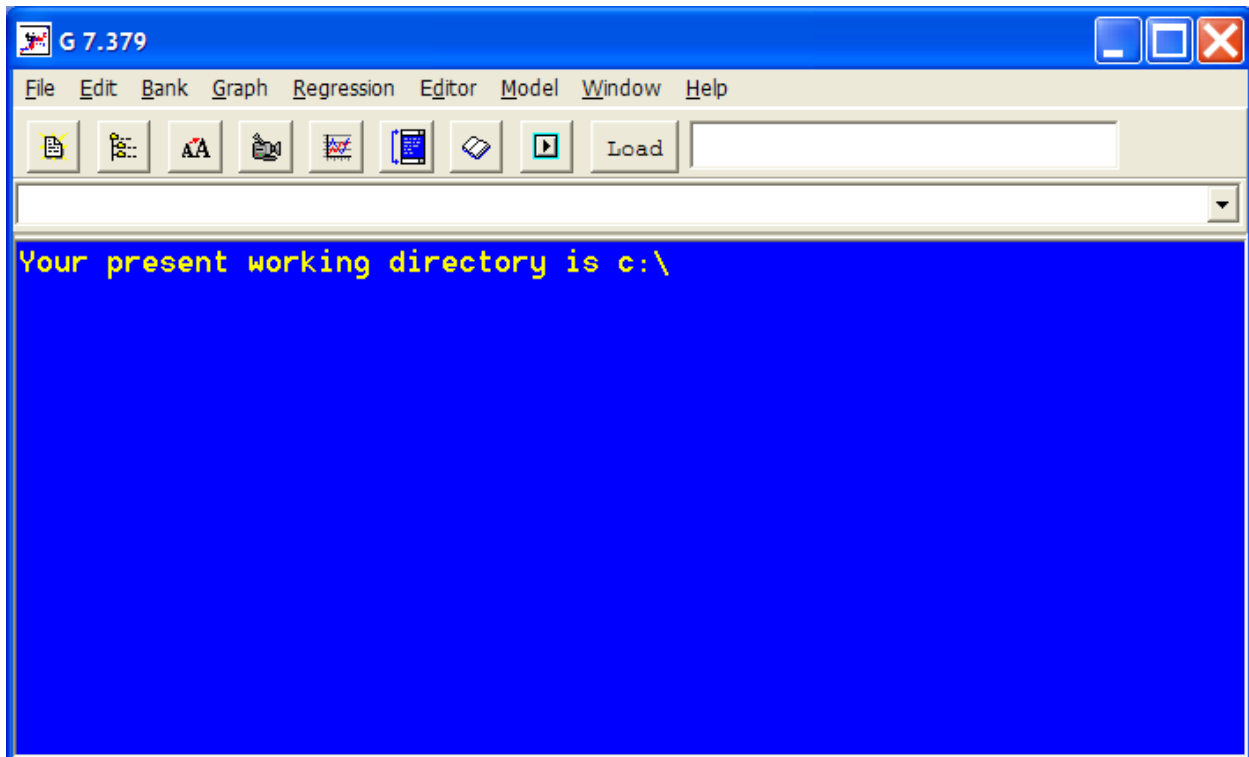 G 7.379
File Edit Bank Graph Regression Editor Model Window Help
Load
Your present working directory is c:\